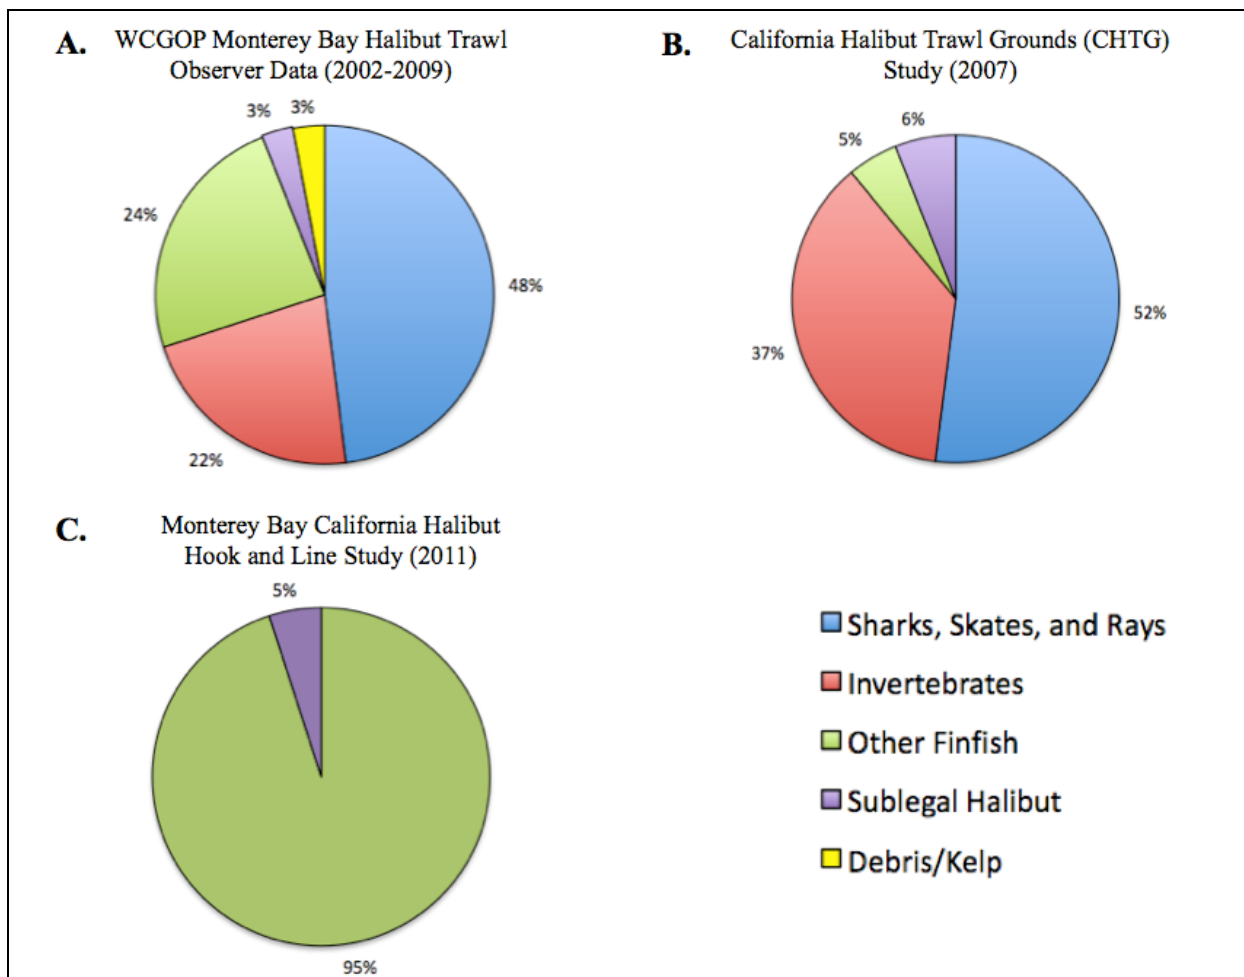 A. WCGOP Monterey Bay Halibut Trawl
Observer Data (2002-2009)
3% 3%
24%
48%
22%
B. California Halibut Trawl Grounds (CHTG)
Study (2007)
6%
5%
52%
37%
C. Monterey Bay California Halibut
Hook and Line Study (2011)
5%
95%
Sharks, Skates, and Rays
Invertebrates
Other Finfish
Sublegal Halibut
Debris/Kelp